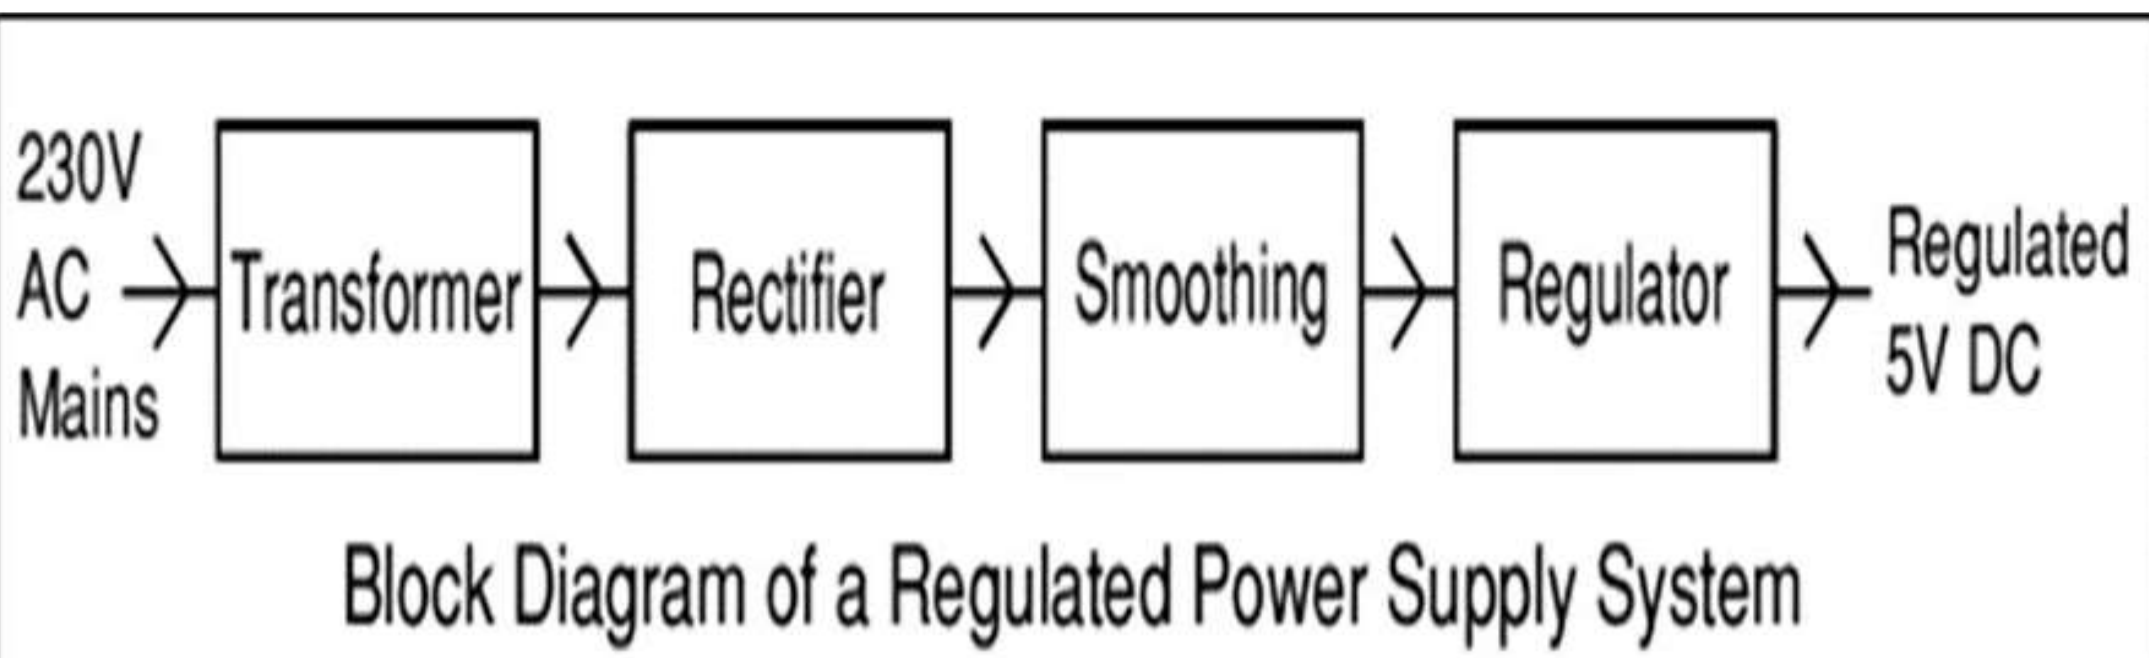 230V
AC
Mains
Transformer
Rectifier
Smoothing
Regulator
Regulated
5V DC
Block Diagram of a Regulated Power Supply System